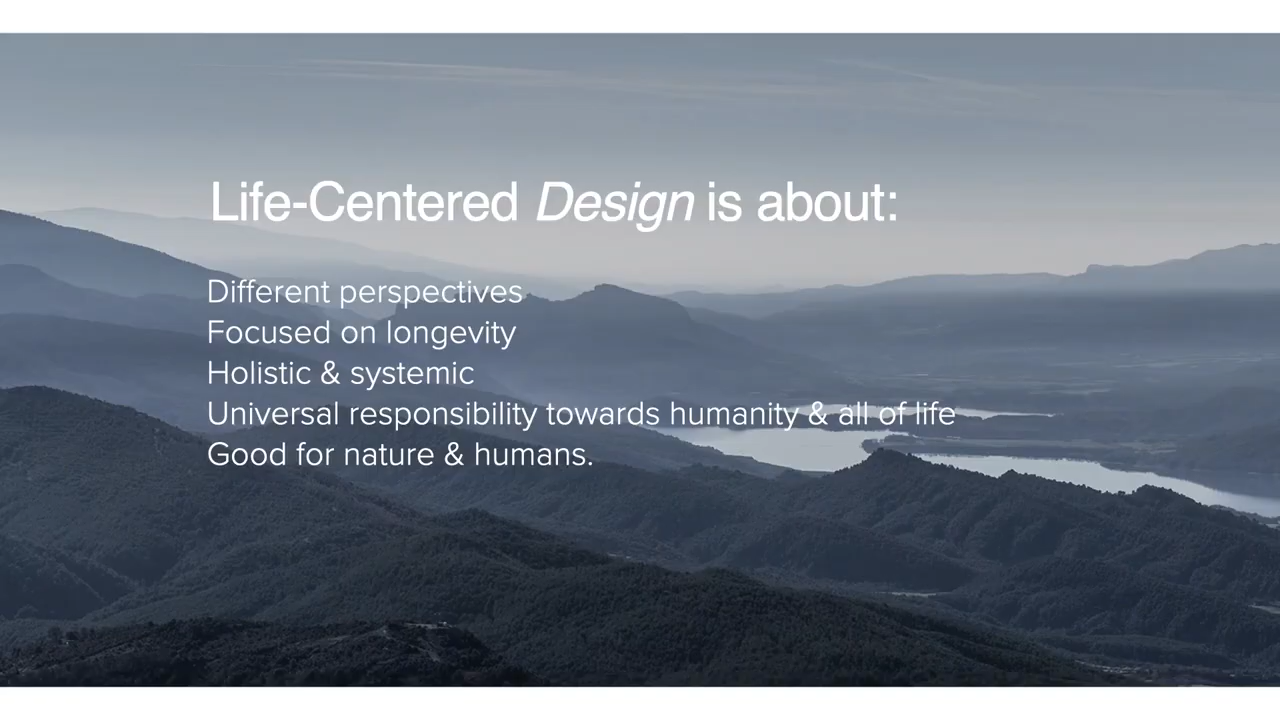 Life-Centered Design is about:
Different perspectives
Focused on longevity
Holistic & systemic
Universal responsibility towards humanity & all of life
Good for nature & humans.